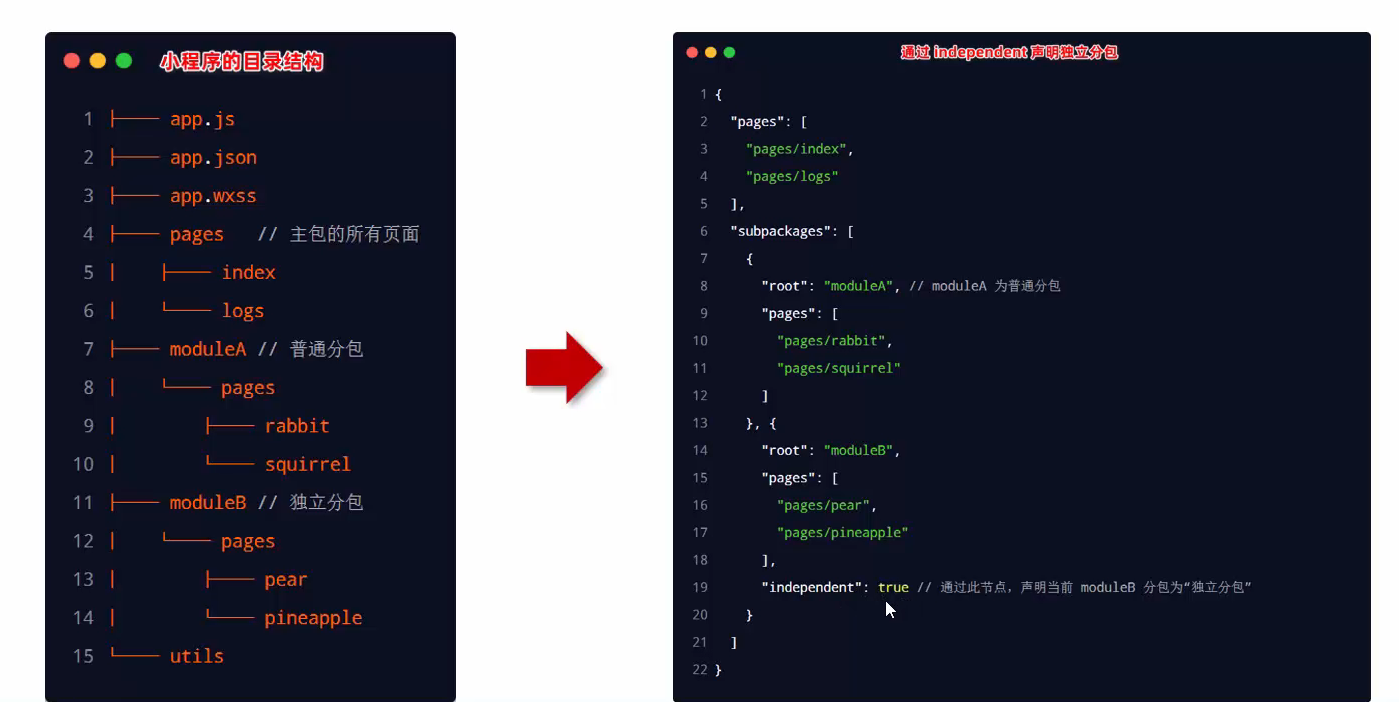 小程序的目录结构
1 ├── app.js
2 ├── app.json
3 ├── app.wxss
4 ├── pages // 主包的所有页面
5 │ ├── index
6 │ └── logs
7 ├── moduleA // 普通分包
8 │ └── pages
9 │ ├── rabbit
10 │ └── squirrel
11 ├── moduleB // 独立分包
12 │ └── pages
13 │ ├── pear
14 │ └── pineapple
15 └── utils
通过 independent 声明独立分包
1 {
2 "pages": [
3 "pages/index",
4 "pages/logs"
5 ],
6 "subpackages": [
7 {
8 "root": "moduleA", // moduleA 为普通分包
9 "pages": [
10 "pages/rabbit",
11 "pages/squirrel"
12 ]
13 }, {
14 "root": "moduleB",
15 "pages": [
16 "pages/pear",
17 "pages/pineapple"
18 ],
19 "independent": true // 通过此节点，声明当前 moduleB 分包为“独立分包”
20 }
21 ]
22 }